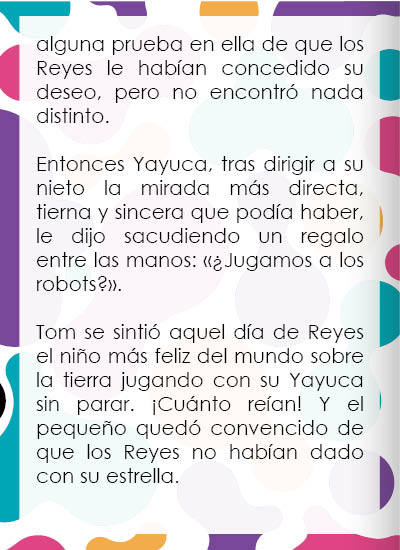 alguna prueba en ella de que los
Reyes le habían concedido su
deseo, pero no encontró nada
distinto.
Entonces Yayuca, tras dirigir a su
nieto la mirada más directa,
tierna y sincera que podía haber,
le dijo sacudiendo un regalo
entre las manos: «¿Jugamos a los
robots?».
Tom se sintió aquel día de Reyes
el niño más feliz del mundo sobre
la tierra jugando con su Yayuca
sin parar. ¡Cuánto reían! Y el
pequeño quedó convencido de
que los Reyes no habían dado
con su estrella.